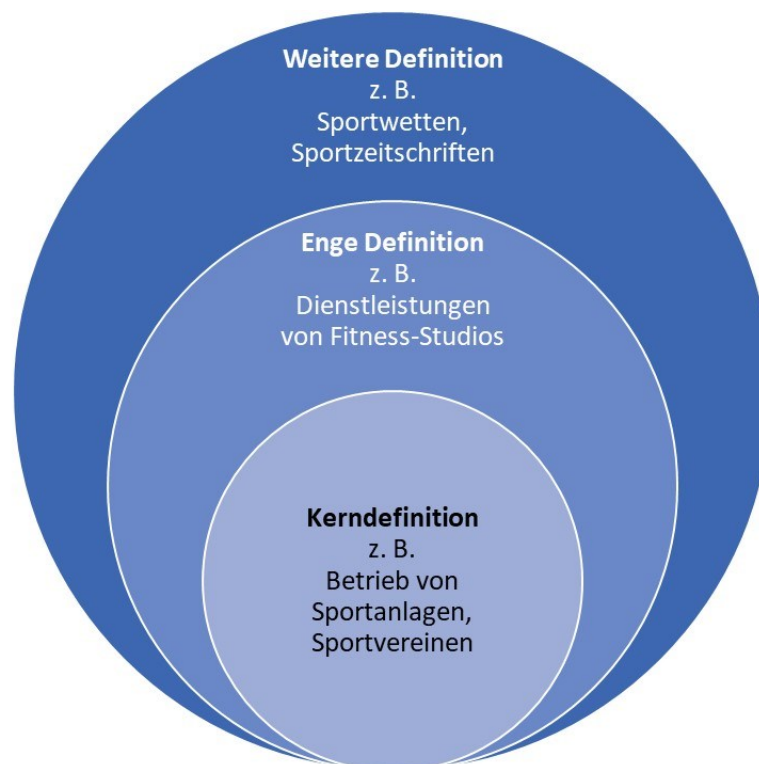 Weitere Definition
z. B.
Sportwetten,
Sportzeitschriften
Enge Definition
z. B.
Dienstleistungen
von Fitness-Studios
Kerndefinition
z. B.
Betrieb von
Sportanlagen,
Sportvereinen